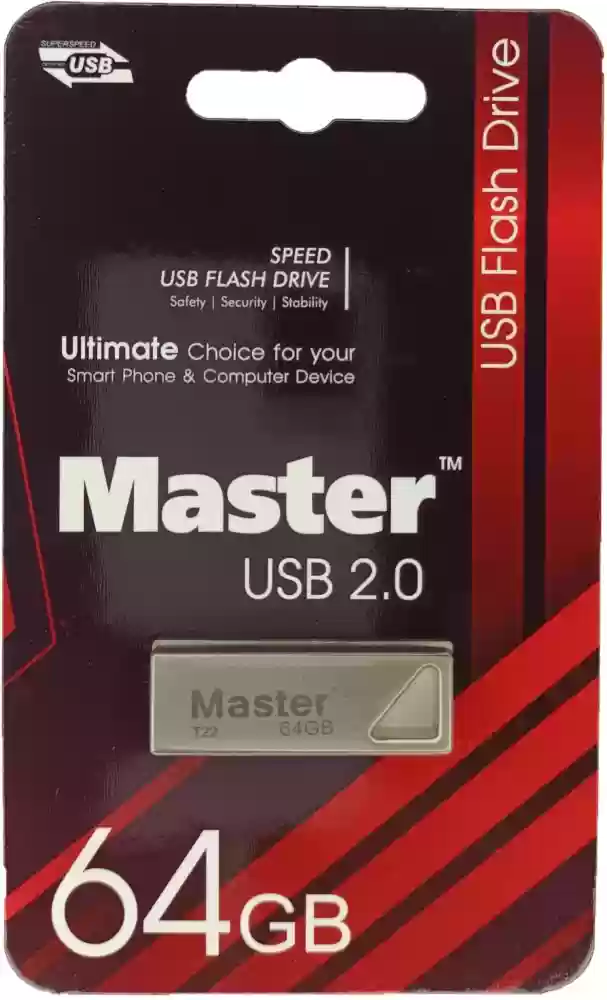 SUPERSPEED
USB
USB Flash Drive
SPEED
USB FLASH DRIVE
Safety | Security | Stability
Ultimate Choice for your
Smart Phone & Computer Device
Master™
USB 2.0
Master
T22 64GB
64GB